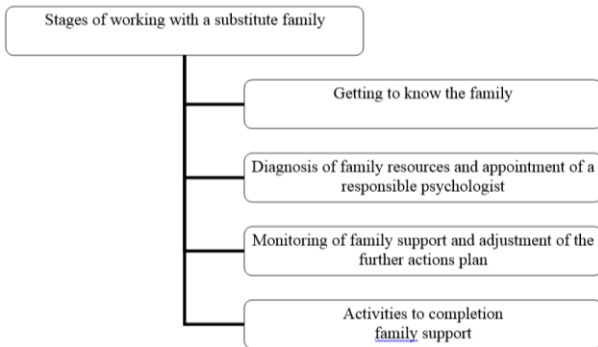 Stages of working with a substitute family
Getting to know the family
Diagnosis of family resources and appointment of a
responsible psychologist
Monitoring of family support and adjustment of the
further actions plan
Activities to completion
family support